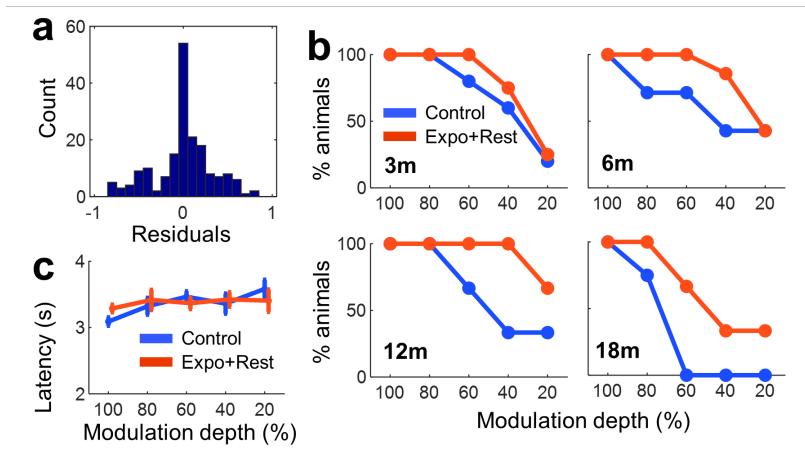 a
60
40
20
0
Count
-1
0
1
Residuals
b
100
50
0
% animals
Control
Expo+Rest
3m
100 80 60 40 20
6m
100 80 60 40 20
100
50
0
% animals
12m
100 80 60 40 20
18m
100 80 60 40 20
Modulation depth (%)
c
4
3
2
Latency (s)
Control
Expo+Rest
100 80 60 40 20
Modulation depth (%)